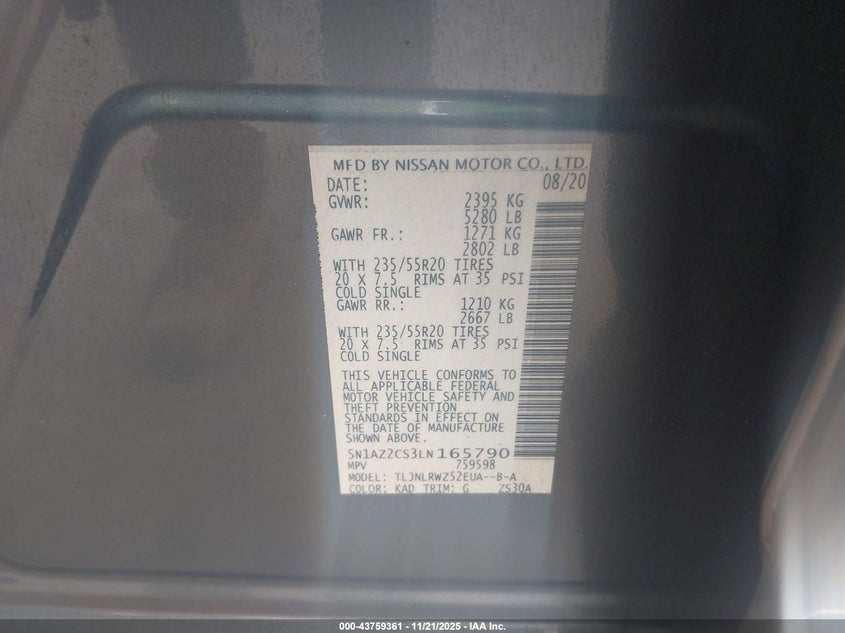 MFD BY NISSAN MOTOR CO., LTD.
DATE: 08/20
GVWR: 2395 KG
5280 LB
GAWR FR.: 1271 KG
2802 LB
WITH 235/55R20 TIRES
20 X 7.5 RIMS AT 35 PSI
COLD SINGLE
GAWR RR.: 1210 KG
2667 LB
WITH 235/55R20 TIRES
20 X 7.5 RIMS AT 35 PSI
COLD SINGLE
THIS VEHICLE CONFORMS TO
ALL APPLICABLE FEDERAL
MOTOR VEHICLE SAFETY AND
THEFT PREVENTION
STANDARDS IN EFFECT ON
THE DATE OF MANUFACTURE
SHOWN ABOVE.
5N1AZ2CS3LN165790
MPV 759598
MODEL: TLJNLRWZ52EUA--B-A
COLOR: KAD TRIM: G ZS30A
000-43759361 - 11/21/2025 - IAA Inc.